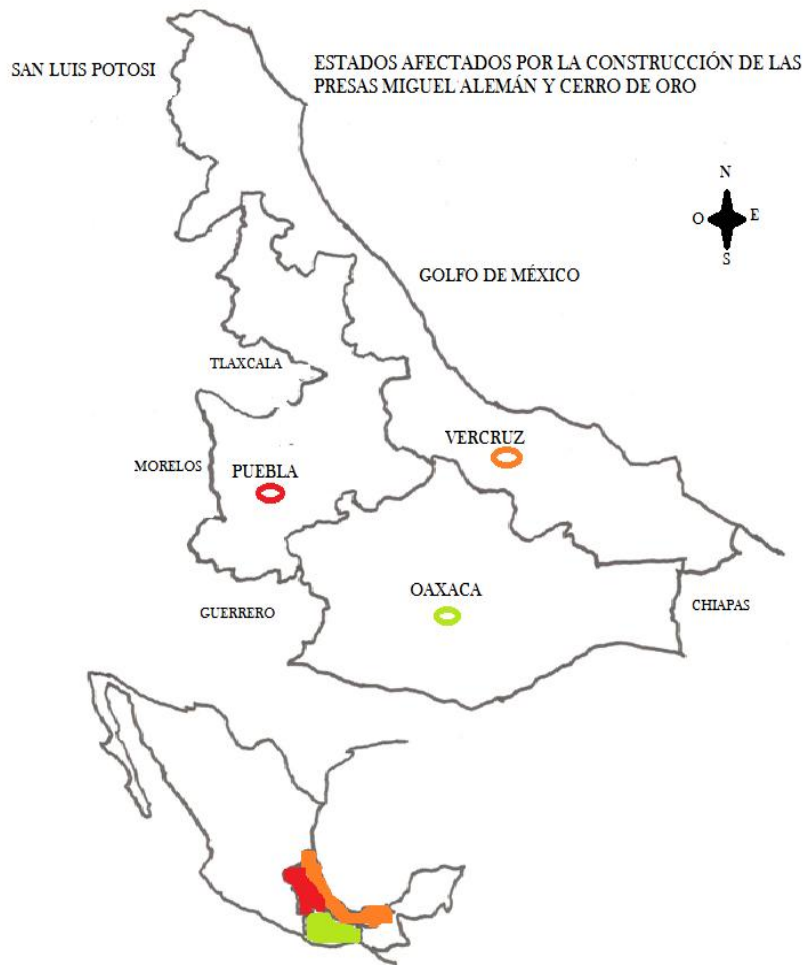 SAN LUIS POTOSI
ESTADOS AFECTADOS POR LA CONSTRUCCIÓN DE LAS
PRESAS MIGUEL ALEMÁN Y CERRO DE ORO
N
O
E
S
GOLFO DE MÉXICO
TLAXCALA
VERCRUZ
MORELOS
PUEBLA
OAXACA
GUERRERO
CHIAPAS